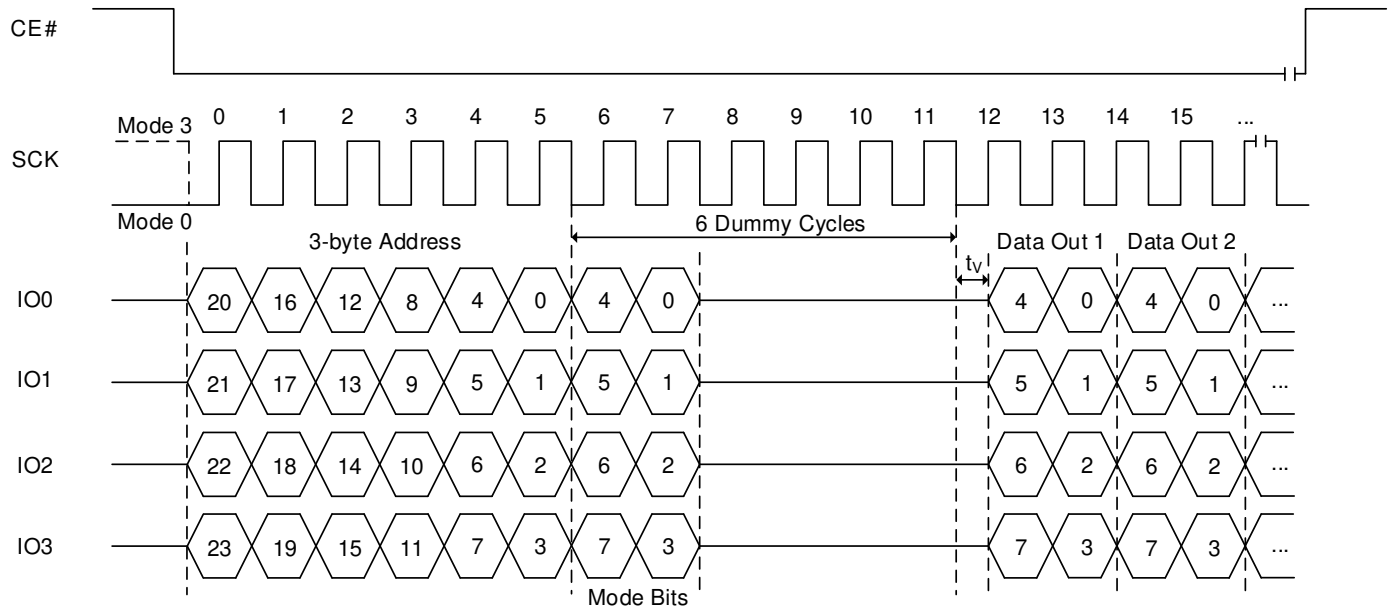 CE#
Mode 3
0 1 2 3 4 5 6 7 8 9 10 11 12 13 14 15 ...
SCK
Mode 0
6 Dummy Cycles
3-byte Address
Data Out 1 Data Out 2
tV
IO0 20 16 12 8 4 0 4 0 4 0 4 0 ...
IO1 21 17 13 9 5 1 5 1 5 1 5 1 ...
IO2 22 18 14 10 6 2 6 2 6 2 6 2 ...
IO3 23 19 15 11 7 3 7 3 7 3 7 3 ...
Mode Bits